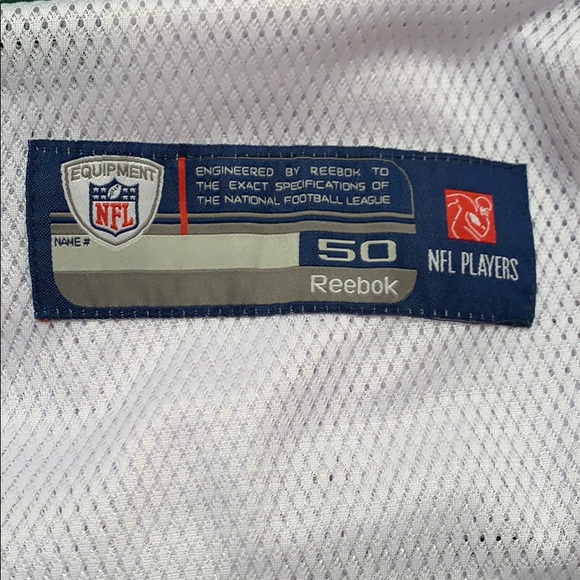 EQUIPMENT
NFL
ENGINEERED BY REEBOK TO
THE EXACT SPECIFICATIONS OF
THE NATIONAL FOOTBALL LEAGUE
NAME #
50
Reebok
NFL PLAYERS